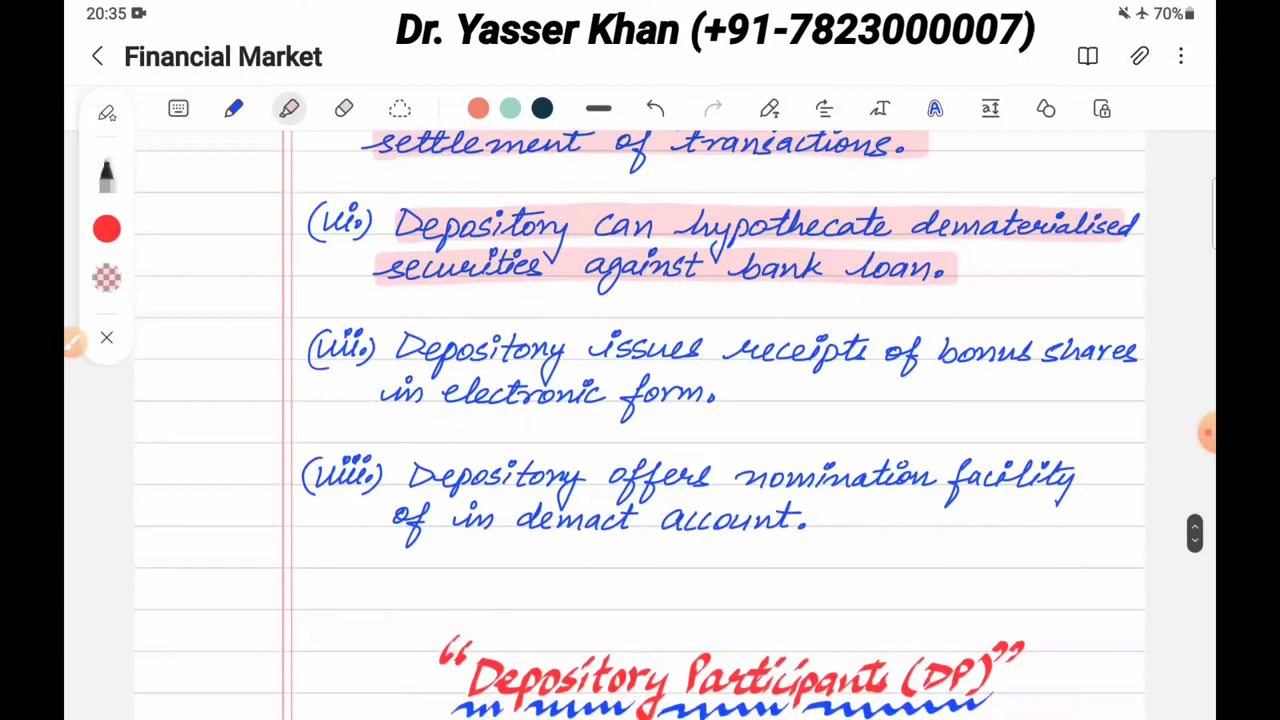 20:35
70%
Dr. Yasser Khan (+91-7823000007)
Financial Market
settlement of transactions.
(vi.) Depository can hypothecate dematerialised
securities against bank loan.
(vii.) Depository issues receipts of bonus shares
in electronic form.
(viii.) Depository offers nomination facility
of in demact account.
"Depository Participants (DP)"